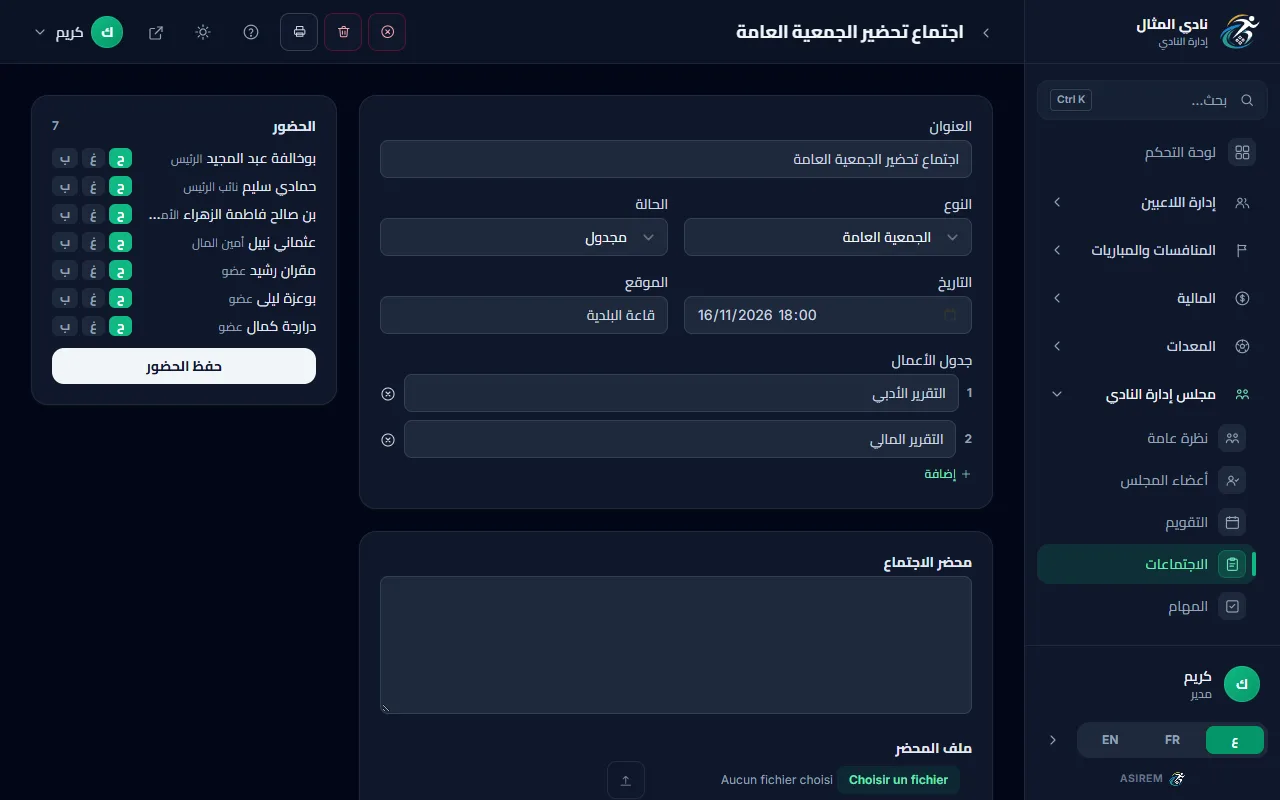 نادي المثال
إدارة النادي
بحث...
Ctrl K
لوحة التحكم
إدارة اللاعبين
المنافسات والمباريات
المالية
المعدات
مجلس إدارة النادي
نظرة عامة
أعضاء المجلس
التقويم
الاجتماعات
المهام
ك
كريم
مدير
ع
FR
EN
ASIREM
اجتماع تحضير الجمعية العامة
ك
كريم
العنوان
اجتماع تحضير الجمعية العامة
النوع
الحالة
الجمعية العامة
مجدول
التاريخ
الموقع
16/11/2026 18:00
قاعة البلدية
جدول الأعمال
1 التقرير الأدبي
2 التقرير المالي
+ إضافة
محضر الاجتماع
ملف المحضر
Choisir un fichier
Aucun fichier choisi
الحضور
7
بوخالفة عبد المجيد الرئيس ح غ ب
حمادي سليم نائب الرئيس ح غ ب
بن صالح فاطمة الزهراء الأم... ح غ ب
عثماني نبيل أمين المال ح غ ب
مقران رشيد عضو ح غ ب
بوعزة ليلى عضو ح غ ب
درارجة كمال عضو ح غ ب
حفظ الحضور